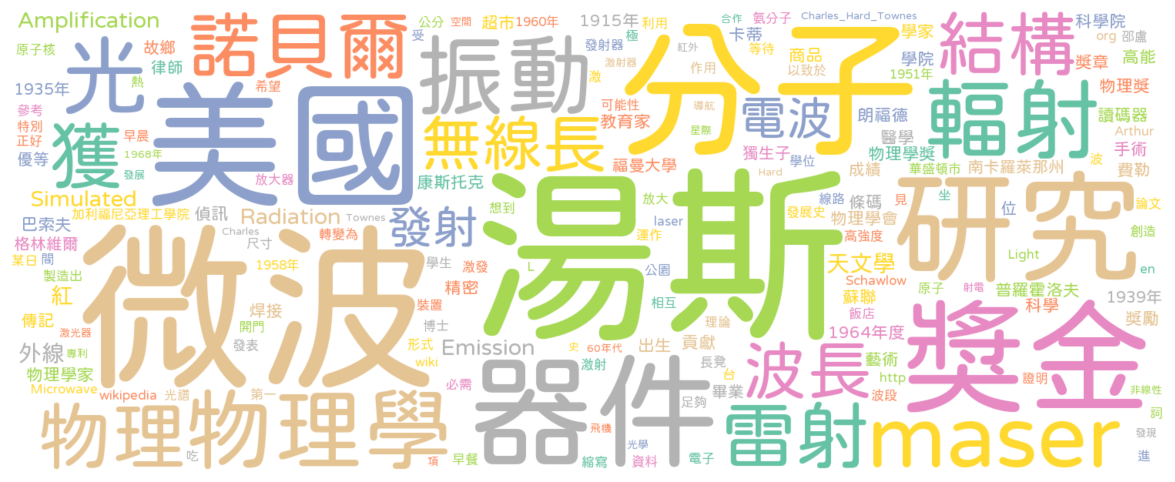 Amplification
諾貝爾
公分
空間
超市
1960年
1915年
利用
合作
氨分子
Charles_Hard_Townes
學家
結構
科學院
org
邵盧
原子核
故鄉
光
振動
受
發射器
極
卡蒂
分子
等待
商品
學院
獎章
高能
律師
熱
希望
激
紅外
激射器
作用
以致於
1951年
物理獎
1935年
美國
參考
特別
正好
早晨
獲
無線長
可能性
教育家
導航
星際
電波
朗福德
輻射
讀碼器
醫學
Arthur
手術
優等
1968年
發展
放大器
福曼大學
獨生子
學位
物理學獎
成績
華盛頓市
南卡羅萊那州
費勒
波
Simulated
康斯托克
湯斯
想到
放大
Hard
線路
條碼
見
坐
研究
論文
巴索夫
加利福尼亞理工學院
偵訊
Radiation
Townes
發射
laser
發展史
物理學會
位
創造
格林維爾
間
Charles
尺寸
轉變為
運作
高強度
某日
微波
1958年
學生
激發
L
公園
天文學
Schawlow
Light
en
製造出
紅
焊接
精密
裝置
相互
蘇聯
原子
普羅霍洛夫
1939年
傳記
開門
博士
理論
飯店
射電
科學
獎勵
激光器
發表
形式
史
60年代
出生
貢獻
1964年度
獎金
外線
專利
wiki
Emission
激射
長凳
波長
藝術
物理學家
必需
器件
台
http
證明
非線性
Microwave
wikipedia
光譜
第一
足夠
畢業
波段
詞
物理
物理學
飛機
光學
雷射
maser
發現
吃
項
早餐
縮寫
資料
電子
進